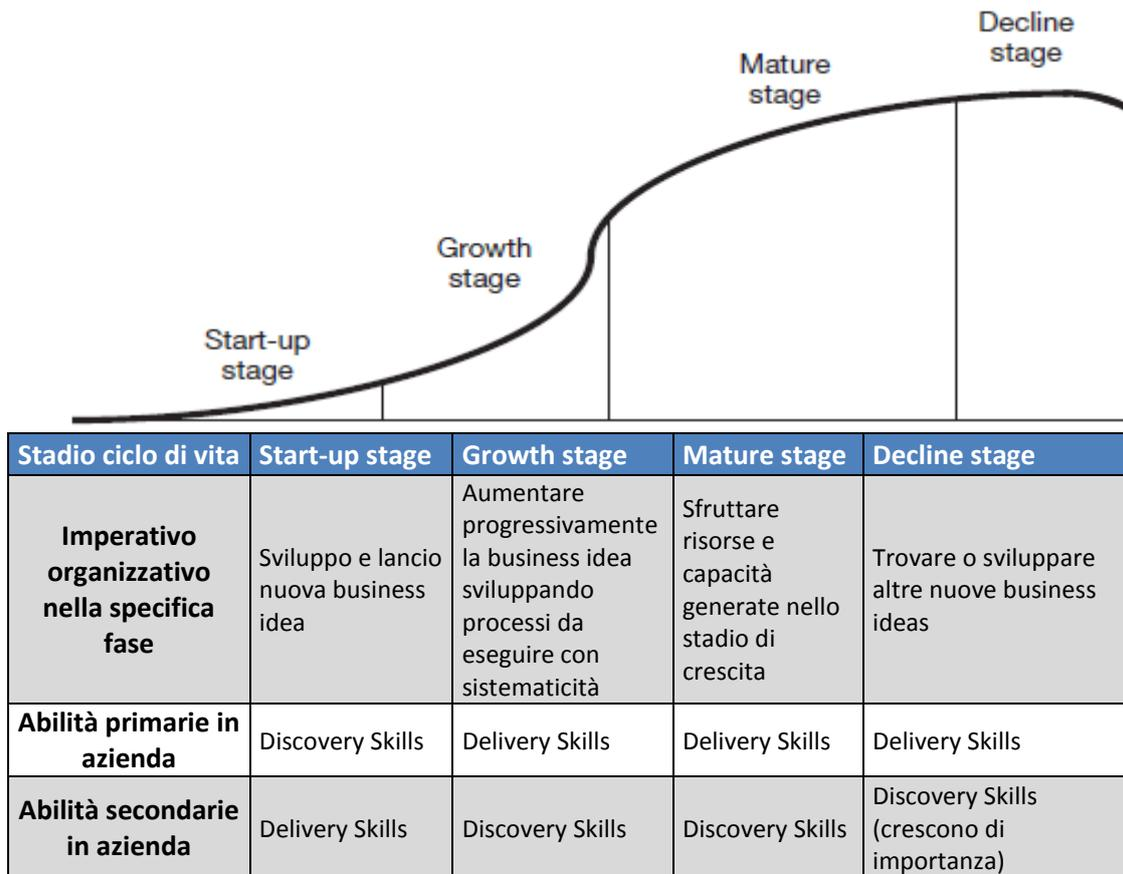 Decline
stage
Mature
stage
Growth
stage
Start-up
stage
Stadio ciclo di vita
Start-up stage
Growth stage
Mature stage
Decline stage
Imperativo
organizzativo
nella specifica
fase
Sviluppo e lancio
nuova business
idea
Aumentare
progressivamente
la business idea
sviluppando
processi da
eseguire con
sistematicità
Sfruttare
risorse e
capacità
generate nello
stadio di
crescita
Trovare o sviluppare
altre nuove business
ideas
Abilità primarie in
azienda
Discovery Skills
Delivery Skills
Delivery Skills
Delivery Skills
Abilità secondarie
in azienda
Delivery Skills
Discovery Skills
Discovery Skills
Discovery Skills
(crescono di
importanza)